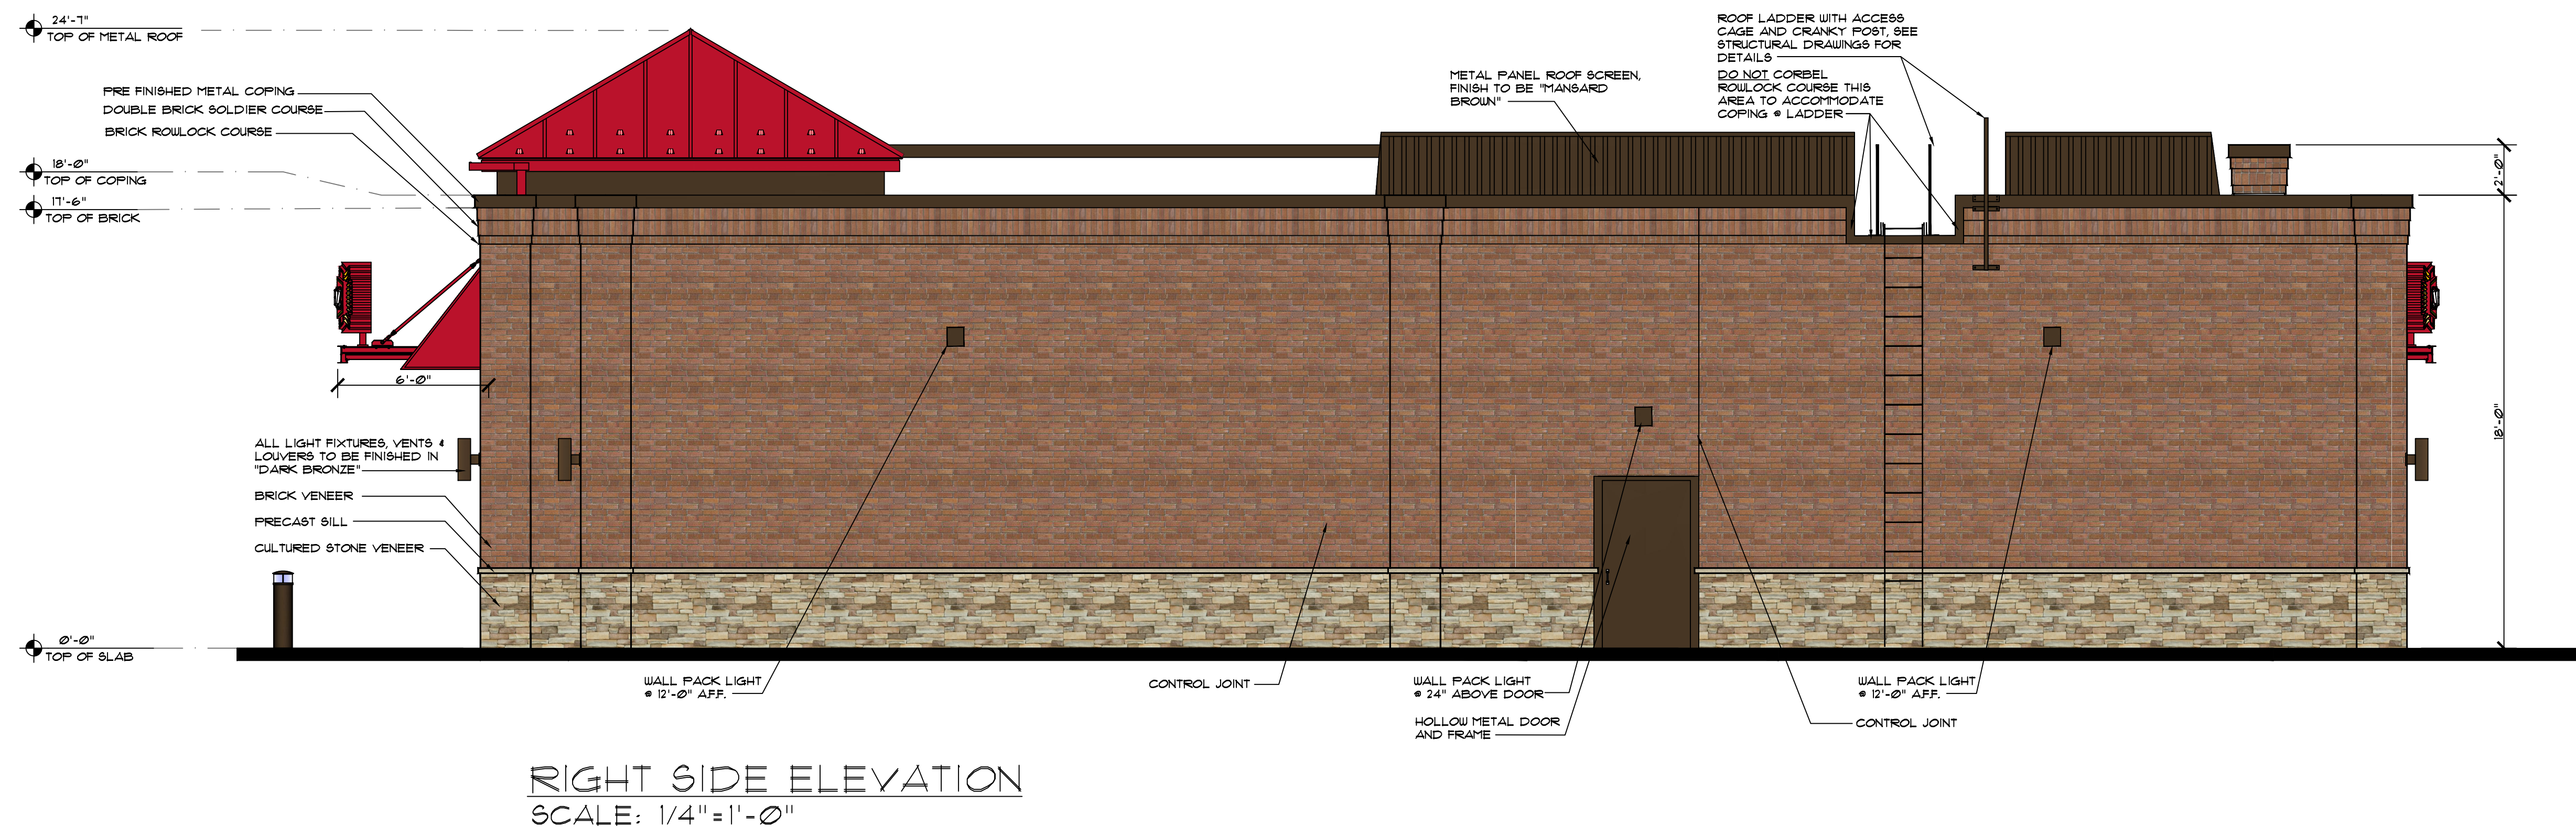 24'-7"
TOP OF METAL ROOF
PRE FINISHED METAL COPING
DOUBLE BRICK SOLDIER COURSE
BRICK ROWLOCK COURSE
18'-0"
TOP OF COPING
17'-6"
TOP OF BRICK
METAL PANEL ROOF SCREEN,
FINISH TO BE "MANSARD
BROWN"
ROOF LADDER WITH ACCESS
CAGE AND CRANKY POST, SEE
STRUCTURAL DRAWINGS FOR
DETAILS
DO NOT CORBEL
ROWLOCK COURSE THIS
AREA TO ACCOMMODATE
COPING @ LADDER
2'-0"
18'-0"
6'-0"
ALL LIGHT FIXTURES, VENTS &
LOUVERS TO BE FINISHED IN
"DARK BRONZE"
BRICK VENEER
PRECAST SILL
CULTURED STONE VENEER
0'-0"
TOP OF SLAB
WALL PACK LIGHT
@ 12'-0" A.F.F.
CONTROL JOINT
WALL PACK LIGHT
@ 24" ABOVE DOOR
HOLLOW METAL DOOR
AND FRAME
WALL PACK LIGHT
@ 12'-0" A.F.F.
CONTROL JOINT
RIGHT SIDE ELEVATION
SCALE: 1/4"=1'-0"